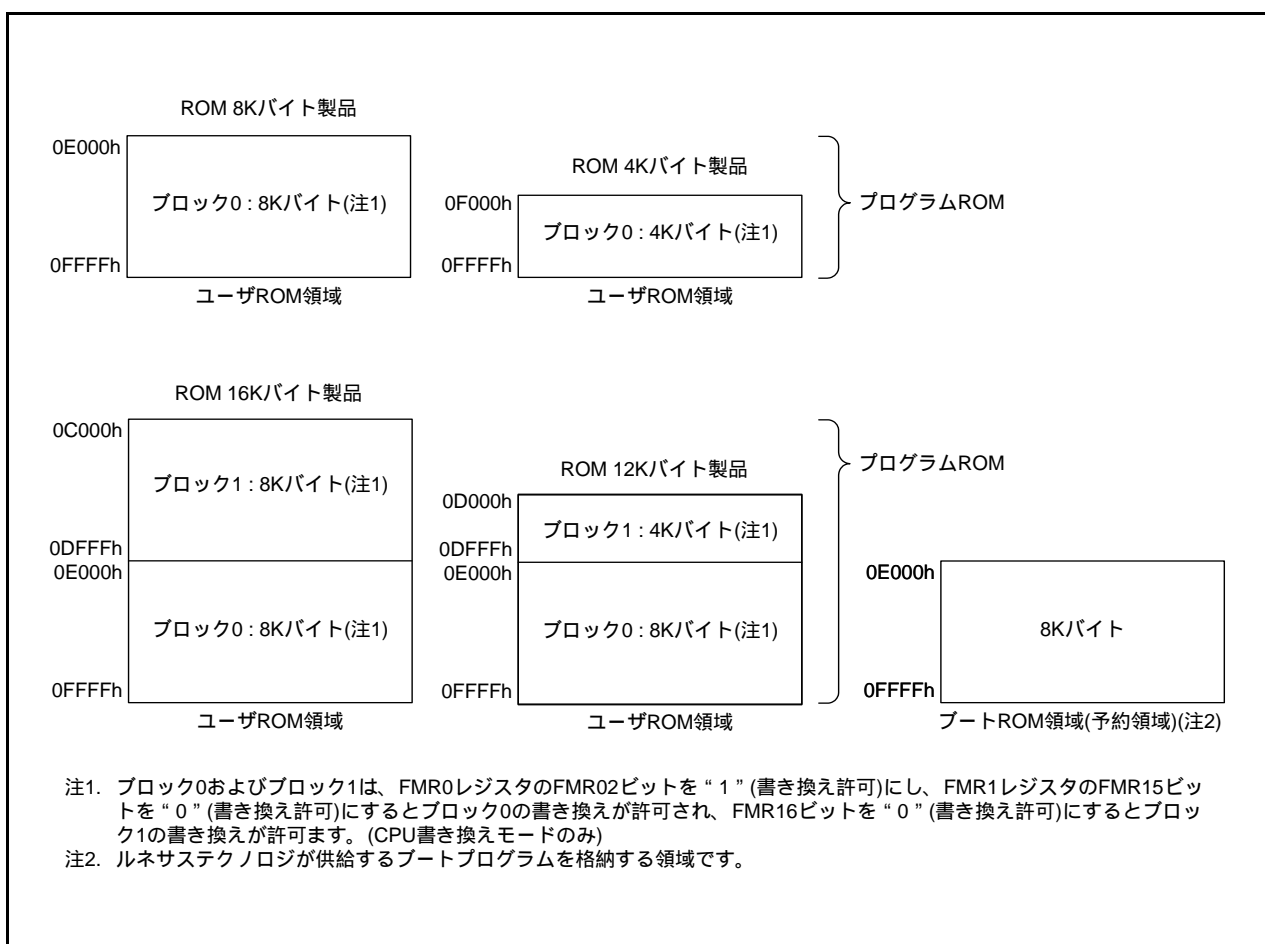 ROM 8Kバイト製品
0E000h
ブロック0 : 8Kバイト(注1)
0FFFFh
ユーザROM領域
ROM 4Kバイト製品
0F000h
ブロック0 : 4Kバイト(注1)
0FFFFh
ユーザROM領域
プログラムROM
ROM 16Kバイト製品
0C000h
ブロック1 : 8Kバイト(注1)
0DFFFh
0E000h
ブロック0 : 8Kバイト(注1)
0FFFFh
ユーザROM領域
ROM 12Kバイト製品
0D000h
ブロック1 : 4Kバイト(注1)
0DFFFh
0E000h
ブロック0 : 8Kバイト(注1)
0FFFFh
ユーザROM領域
プログラムROM
0E000h
8Kバイト
0FFFFh
ブートROM領域(予約領域)(注2)
注1. ブロック0およびブロック1は、FMR0レジスタのFMR02ビットを“1”(書き換え許可)にし、FMR1レジスタのFMR15ビッ
トを“0”(書き換え許可)にするとブロック0の書き換えが許可され、FMR16ビットを“0”(書き換え許可)にするとブロッ
ク1の書き換えが許可ます。(CPU書き換えモードのみ)
注2. ルネサステクノロジが供給するブートプログラムを格納する領域です。